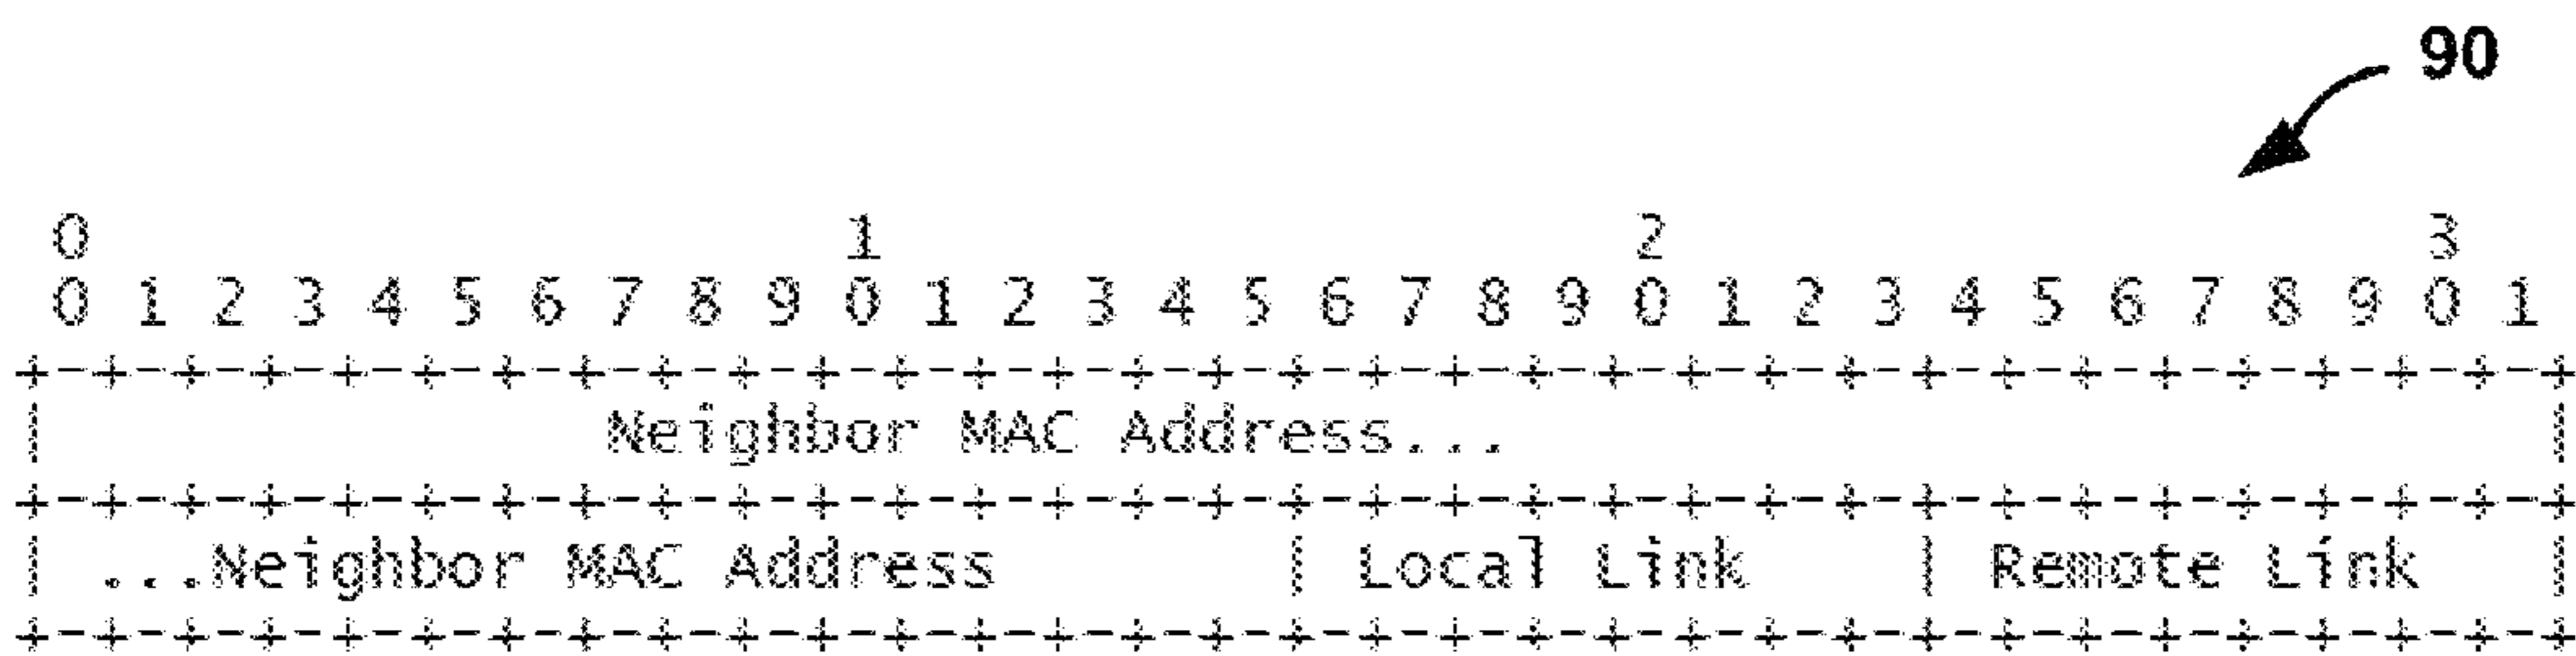 90
0 1 2 3
0 1 2 3 4 5 6 7 8 9 0 1 2 3 4 5 6 7 8 9 0 1 2 3 4 5 6 7 8 9 0 1
+-+-+-+-+-+-+-+-+-+-+-+-+-+-+-+-+-+-+-+-+-+-+-+-+-+-+-+-+-+-+-+-+
| Neighbor MAC Address... |
+-+-+-+-+-+-+-+-+-+-+-+-+-+-+-+-+-+-+-+-+-+-+-+-+-+-+-+-+-+-+-+-+
| ...Neighbor MAC Address | Local Link | Remote Link |
+-+-+-+-+-+-+-+-+-+-+-+-+-+-+-+-+-+-+-+-+-+-+-+-+-+-+-+-+-+-+-+-+